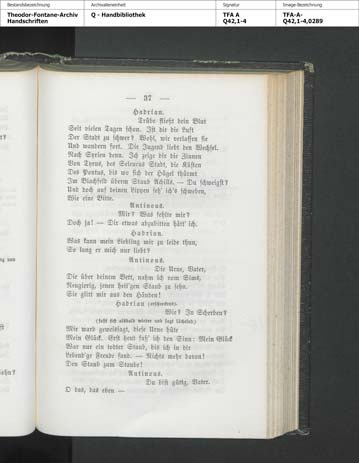 Bestandsbezeichnung
Archivalieneinheit
Signatur
Image-Bezeichnung
Theodor-Fontane-Archiv
Handschriften
Q - Handbibliothek
TFA A
Q42,1-4
TFA-A-
Q42,1-4,0289
— 37 —
Hadrian.
Trübe fließt dein Blut
Seit vielen Tagen schon. Ist dir die Luft
Der Stadt zu schwer? Wohl, wir verlassen sie
Und wandern fort. Die Jugend liebt den Wechsel.
Nach Syrien denn. Ich zeige dir die Zinnen
Von Tyrus, des Seleucus Stadt, die Küsten
Des Pontus, bis wo sich der Hügel thürmt
Im Blachfeld überm Staub Achills. — Du schweigst?
Und doch auf deinen Lippen seh' ich's schweben,
Wie eine Bitte.
Antinous.
Mir? Was fehlte mir?
Doch ja! — Dir etwas abzubitten hätt' ich.
Hadrian.
Was kann mein Liebling mir zu leide thun,
So lang er mich nur liebt?
Antinous.
Die Urne, Vater,
Die über deinem Bett, nahm ich vom Sims,
Neugierig, jenen heil'gen Staub zu sehn.
Sie glitt mir aus den Händen!
Hadrian (erschreckend).
Wie? In Scherben?
(faßt sich alsbald wieder und sagt lächelnd:)
Mir ward geweissagt, diese Urne hüte
Mein Glück. Erst heut fass' ich den Sinn: Mein Glück
War nur ein todter Staub, bis ich in dir
Lebend'ge Freude fand. — Nichts mehr davon!
Den Staub zum Staube!
Antinous.
Du bist gütig, Vater.
O das, das eben —